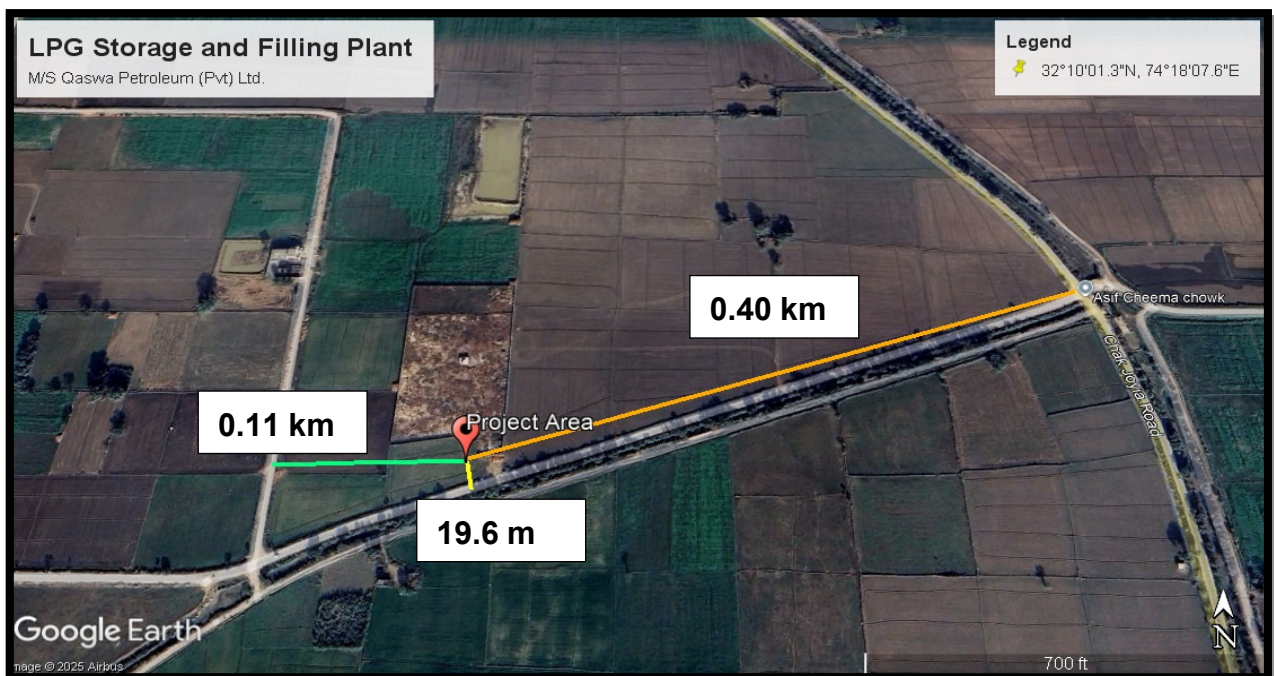 LPG Storage and Filling Plant
M/S Qaswa Petroleum (Pvt) Ltd.
Legend
32°10'01.3"N, 74°18'07.6"E
0.40 km
Asif Cheema chowk
Chak Joyia Road
0.11 km
Project Area
19.6 m
Google Earth
mage © 2025 Airbus
700 ft
N